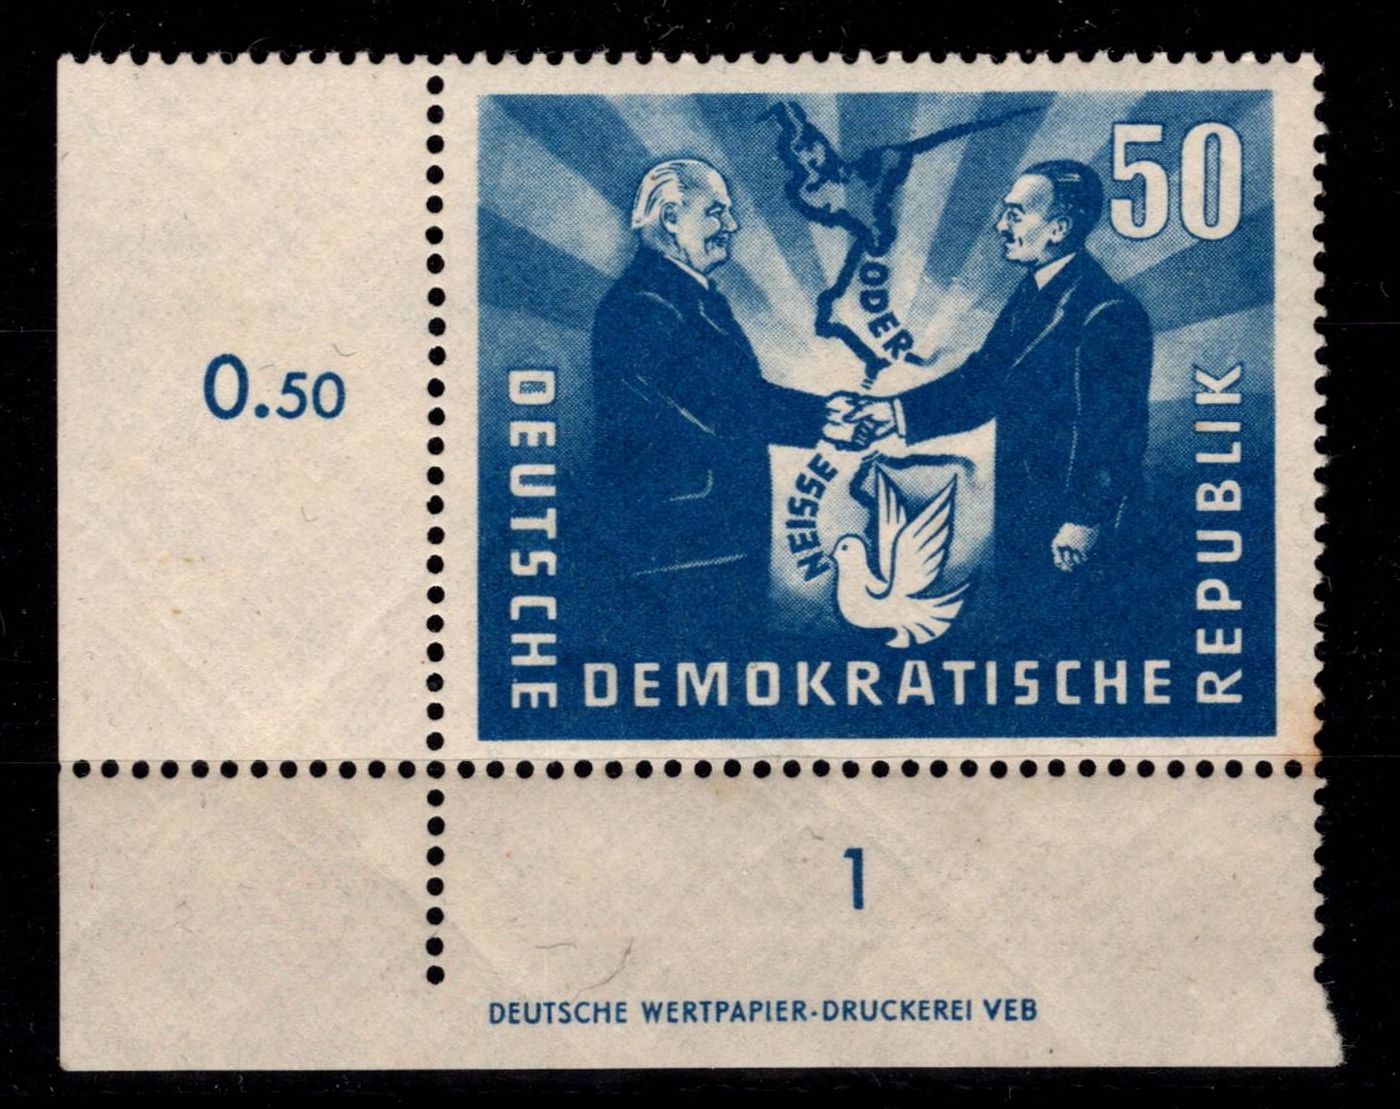 50
ODER
0.50
NEISSE
DEUTSCHE
DEMOKRATISCHE
REPUBLIK
1
DEUTSCHE WERTPAPIER-DRUCKEREI VEB